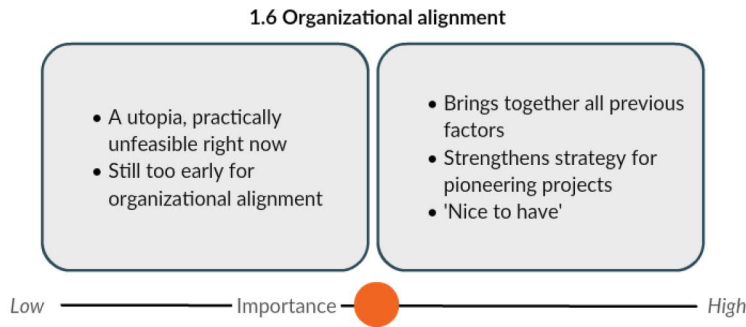 1.6 Organizational alignment
• A utopia, practically
unfeasible right now
• Still too early for
organizational alignment
• Brings together all previous
factors
• Strengthens strategy for
pioneering projects
• 'Nice to have'
Low Importance High